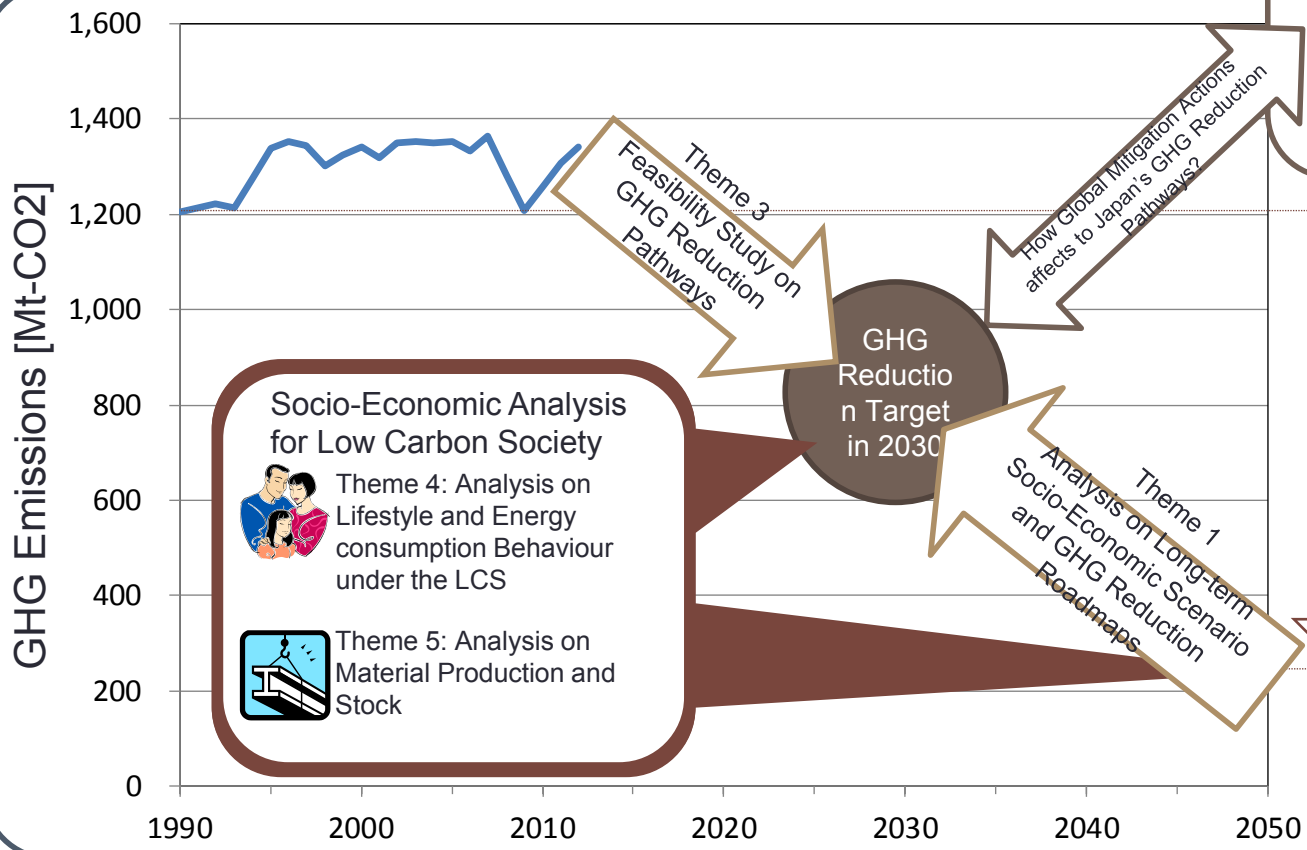 GHG Emissions [Mt-CO2]
1,600
1,400
1,200
1,000
800
600
400
200
0
1990
2000
2010
2020
2030
2040
2050
Theme 3
Feasibility Study on
GHG Reduction
Pathways
How Global Mitigation Actions
affects to Japan's GHG Reduction
Pathways?
GHG
Reductio
n Target
in 2030
Theme 1
Analysis on Long-term
Socio-Economic Scenario
and GHG Reduction
Roadmaps
Socio-Economic Analysis
for Low Carbon Society
Theme 4: Analysis on
Lifestyle and Energy
consumption Behaviour
under the LCS
Theme 5: Analysis on
Material Production and
Stock